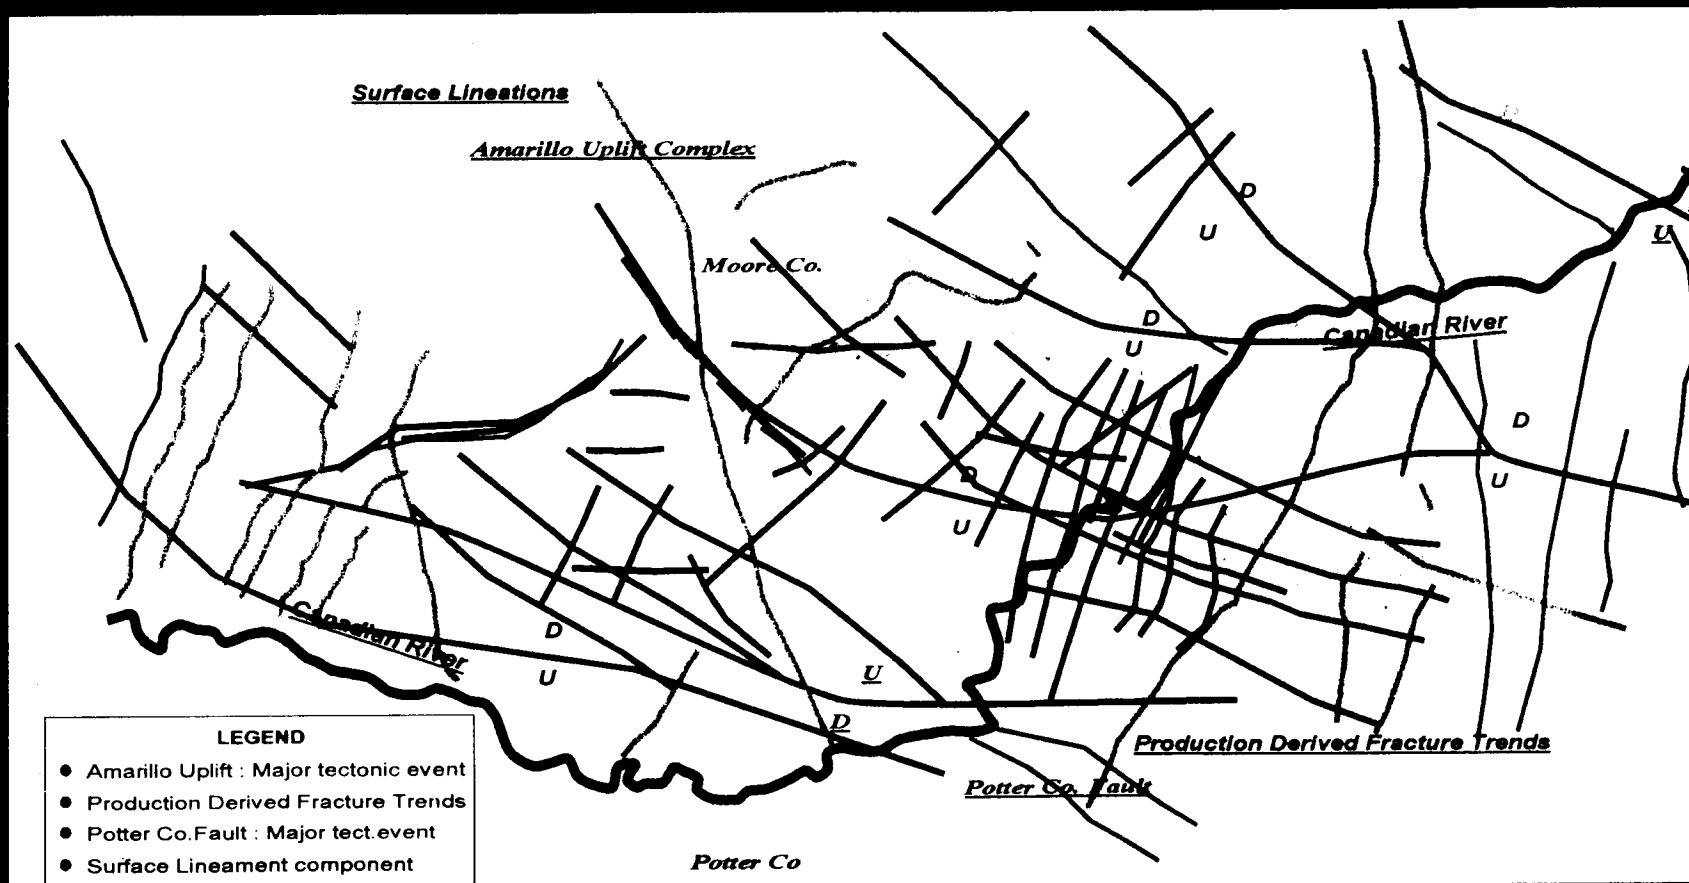 Surface Lineations
Amarillo Uplift Complex
D
U
U
Moore Co.
D
U
Canadian River
D
D
U
U
Canadian River
D
U
U
D
Production Derived Fracture Trends
Potter Co. Fault
Potter Co
LEGEND
● Amarillo Uplift : Major tectonic event
● Production Derived Fracture Trends
● Potter Co.Fault : Major tect.event
● Surface Lineament component